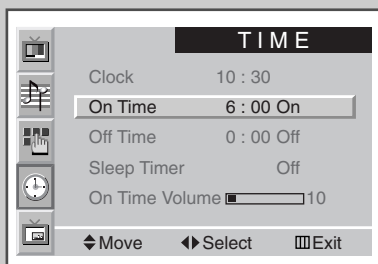 TIME
Clock 10 : 30
On Time 6 : 00 On
Off Time 0 : 00 Off
Sleep Timer Off
On Time Volume 10
Move Select Exit